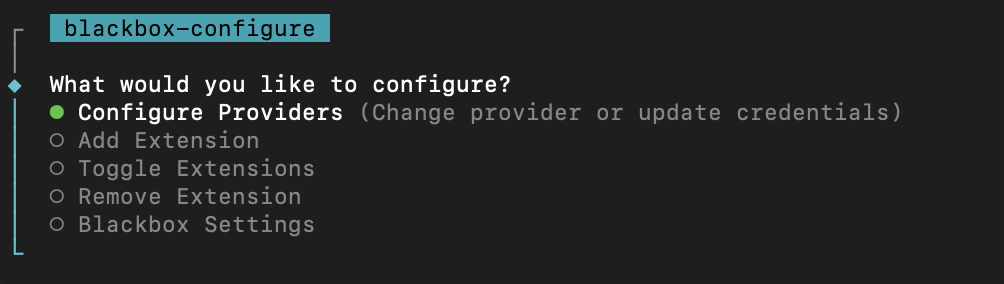 blackbox-configure
What would you like to configure?
Configure Providers (Change provider or update credentials)
Add Extension
Toggle Extensions
Remove Extension
Blackbox Settings